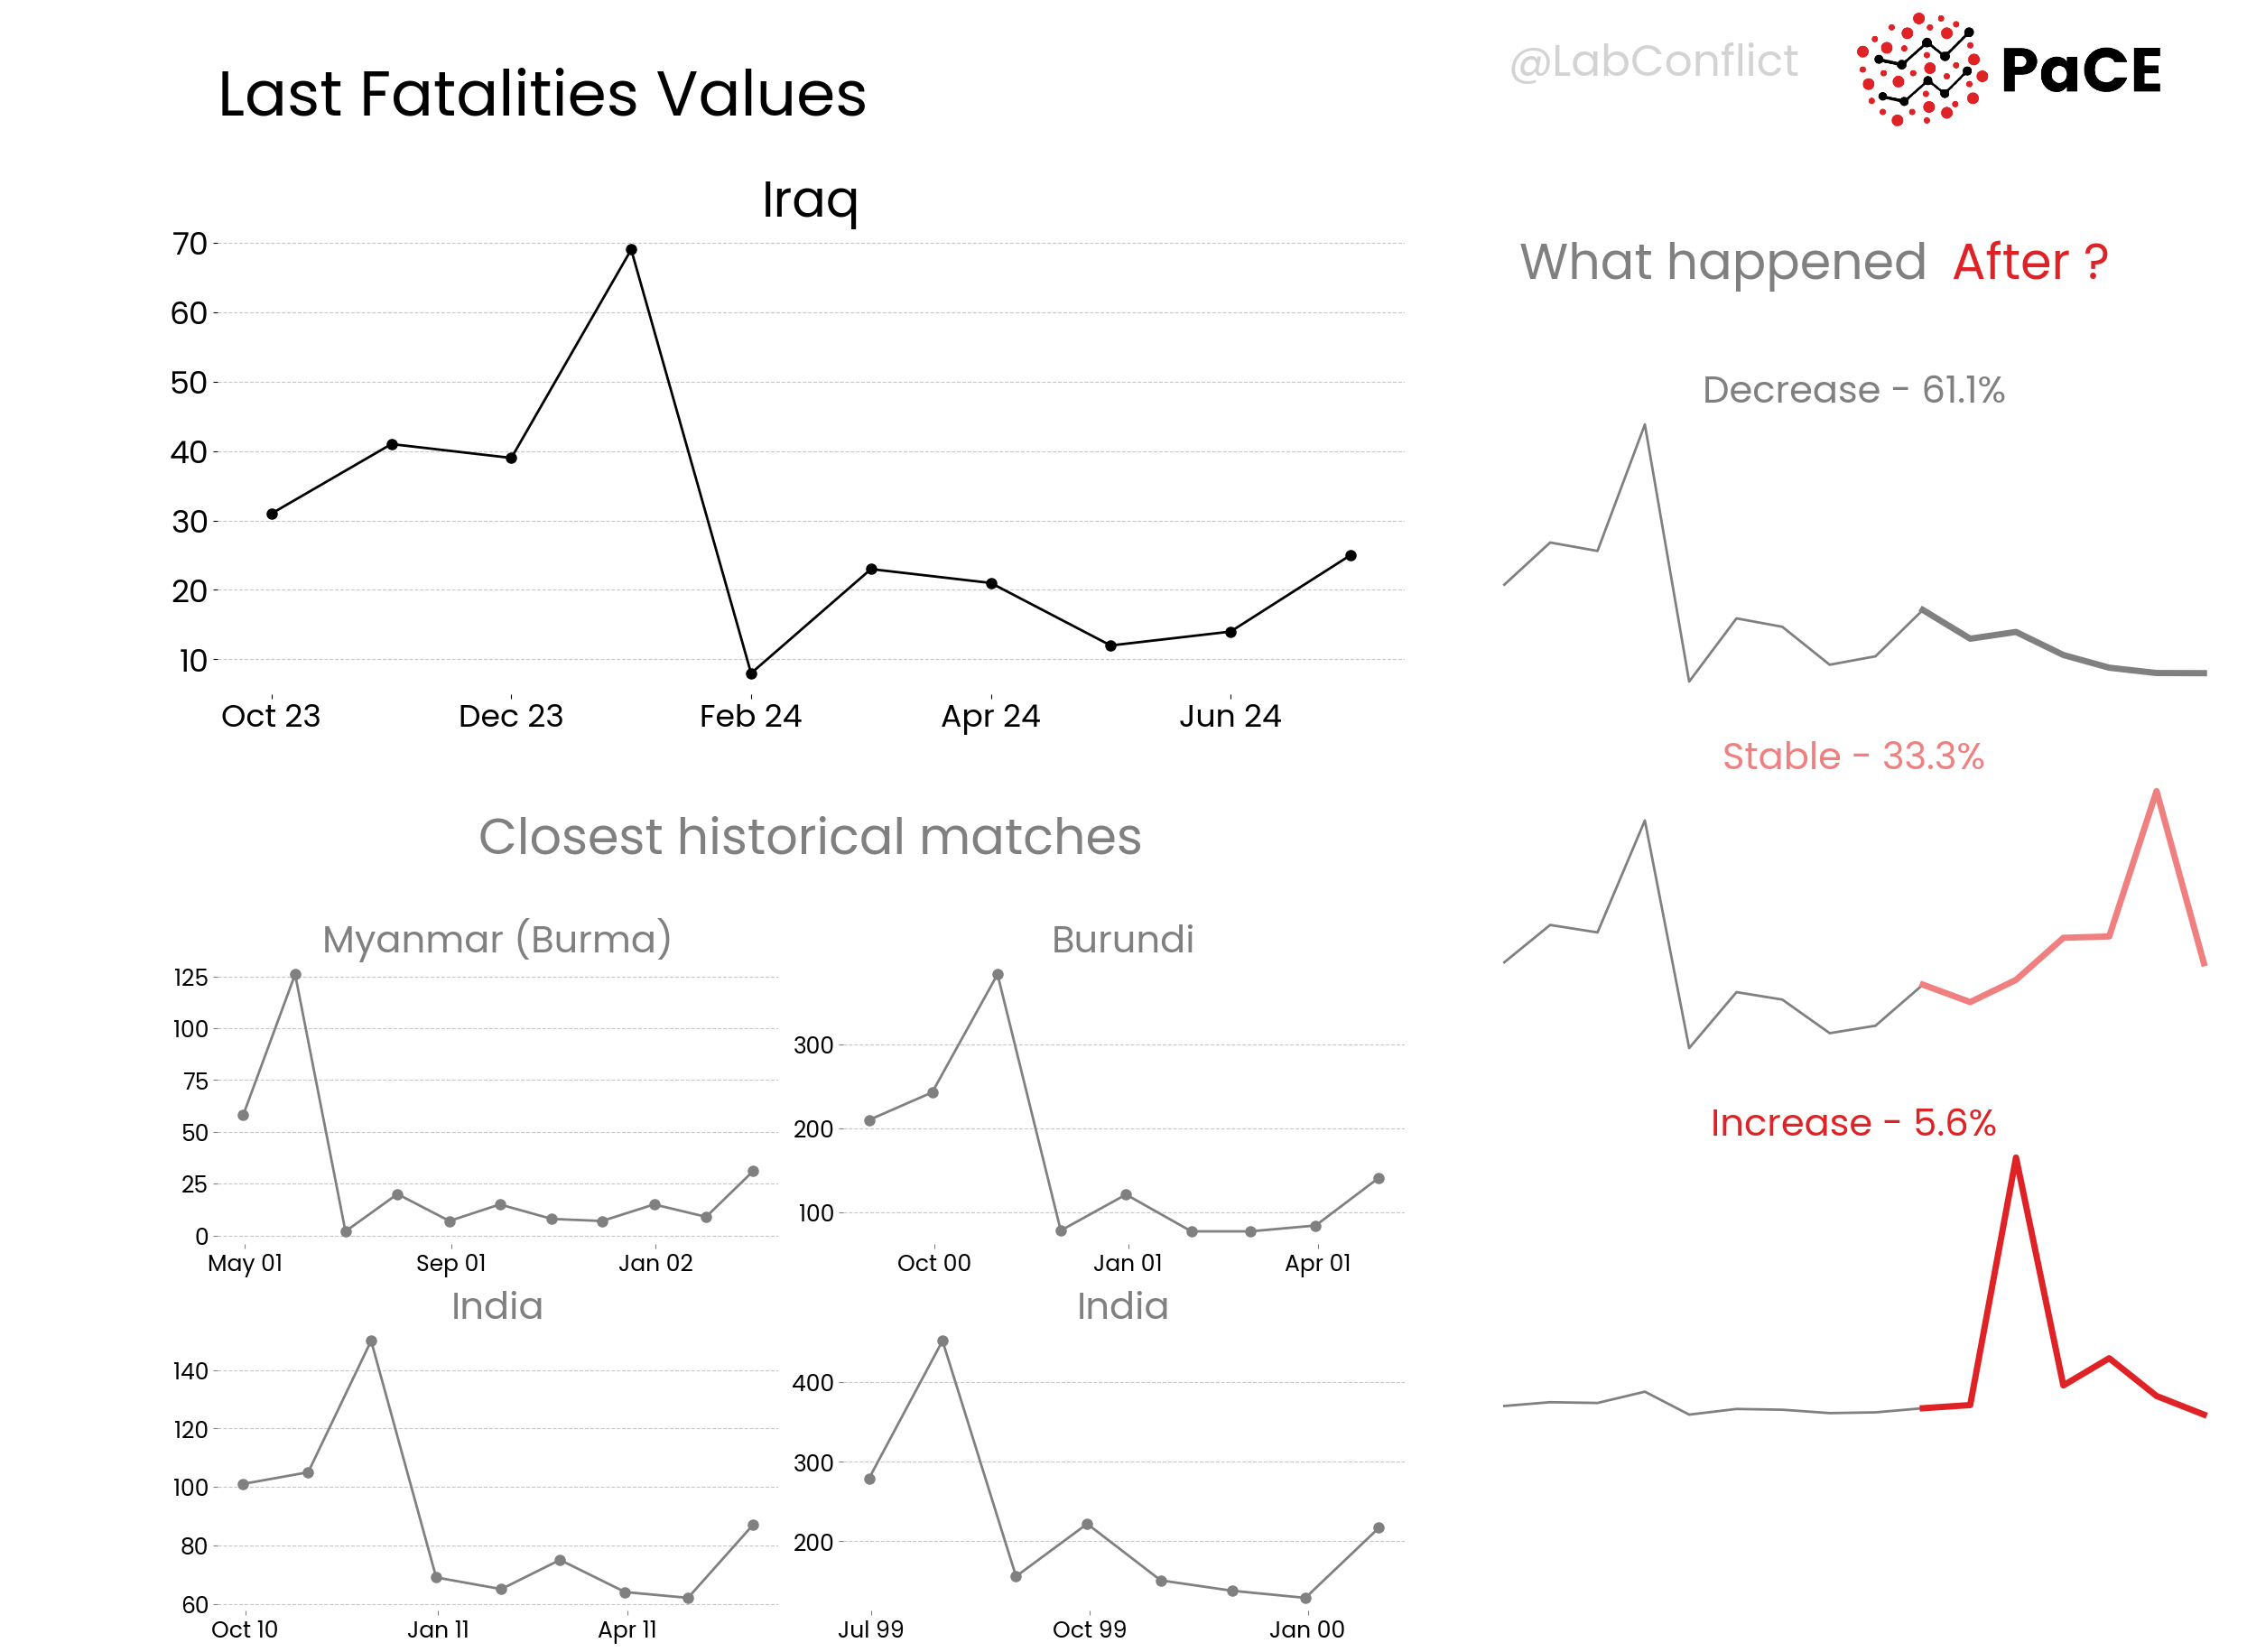 @LabConflict
PaCE
Last Fatalities Values
Iraq
70
60
50
40
30
20
10
Oct 23 Dec 23 Feb 24 Apr 24 Jun 24
What happened After ?
Decrease - 61.1%
Stable - 33.3%
Increase - 5.6%
Closest historical matches
Myanmar (Burma)
125
100
75
50
25
0
May 01 Sep 01 Jan 02
Burundi
300
200
100
Oct 00 Jan 01 Apr 01
India
140
120
100
80
60
Oct 10 Jan 11 Apr 11
India
400
300
200
Jul 99 Oct 99 Jan 00